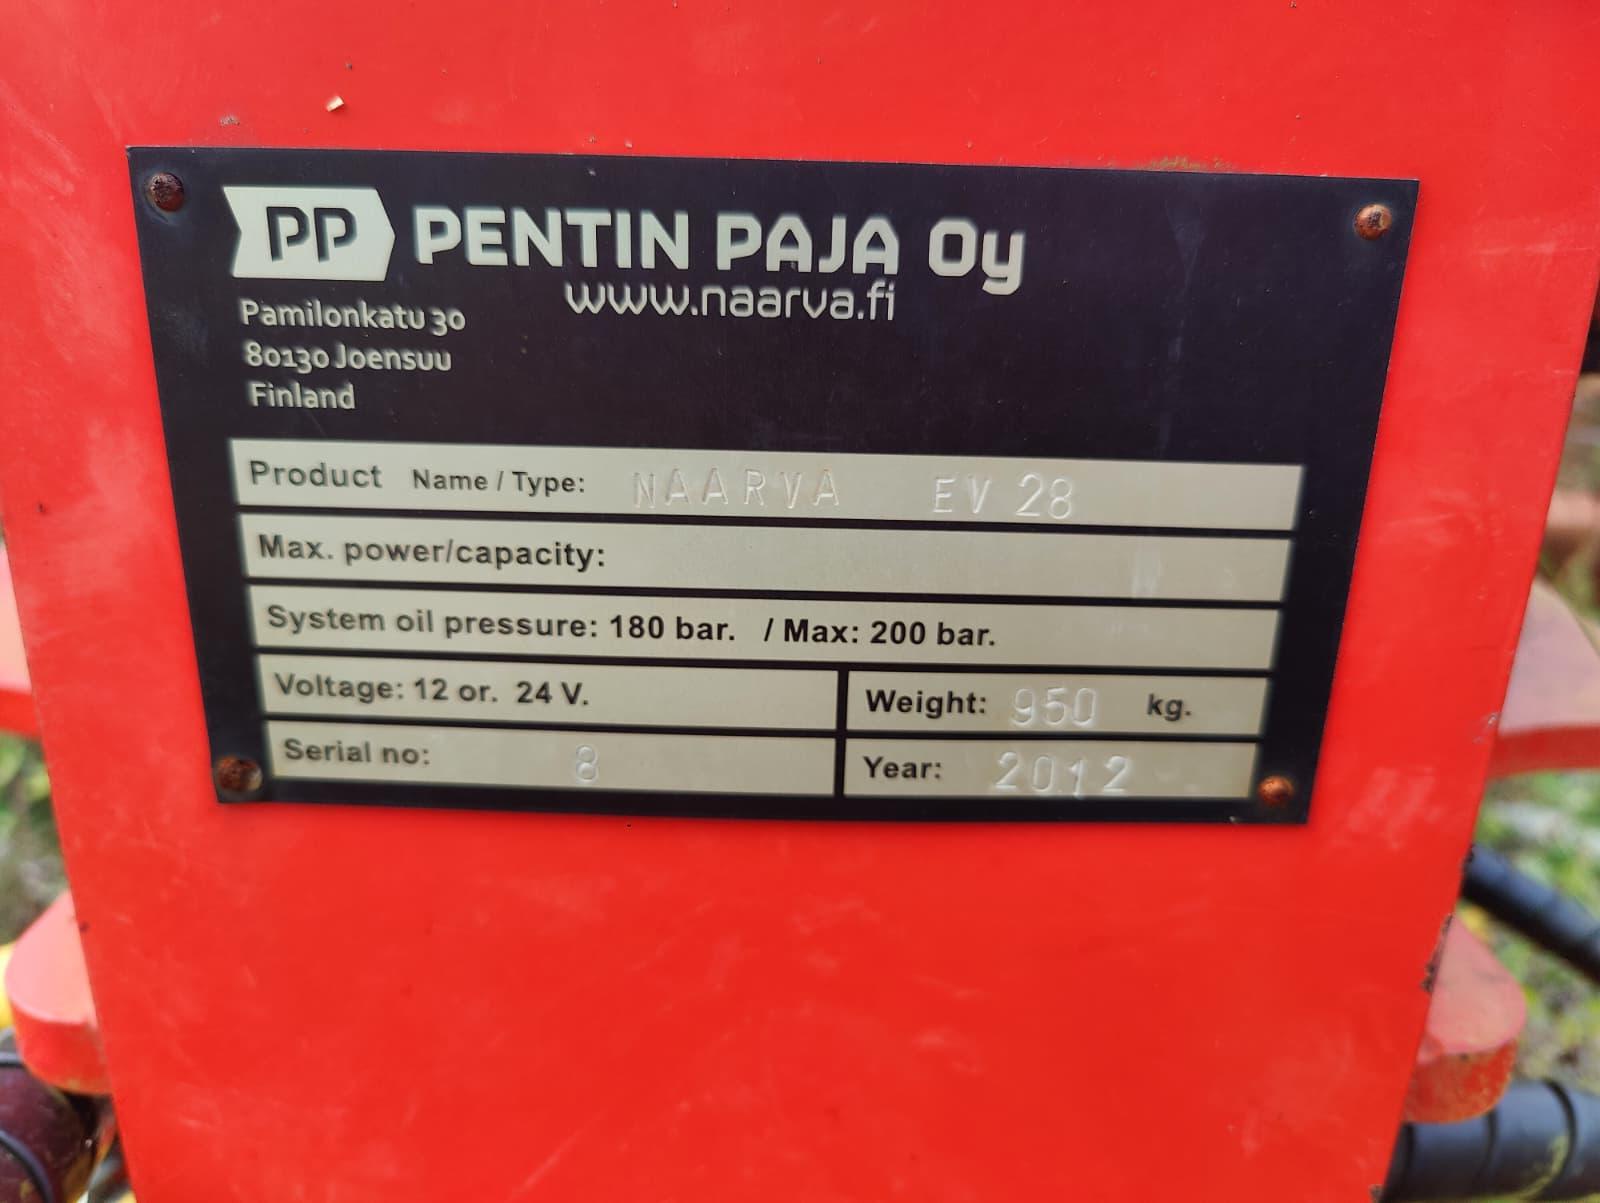 PP PENTIN PAJA Oy
www.naarva.fi
Pamilonkatu 30
80130 Joensuu
Finland
Product Name / Type: NAARVA EV 28
Max. power/capacity:
System oil pressure: 180 bar. / Max: 200 bar.
Voltage: 12 or. 24 V.
Weight: 950 kg.
Serial no: 8
Year: 2012